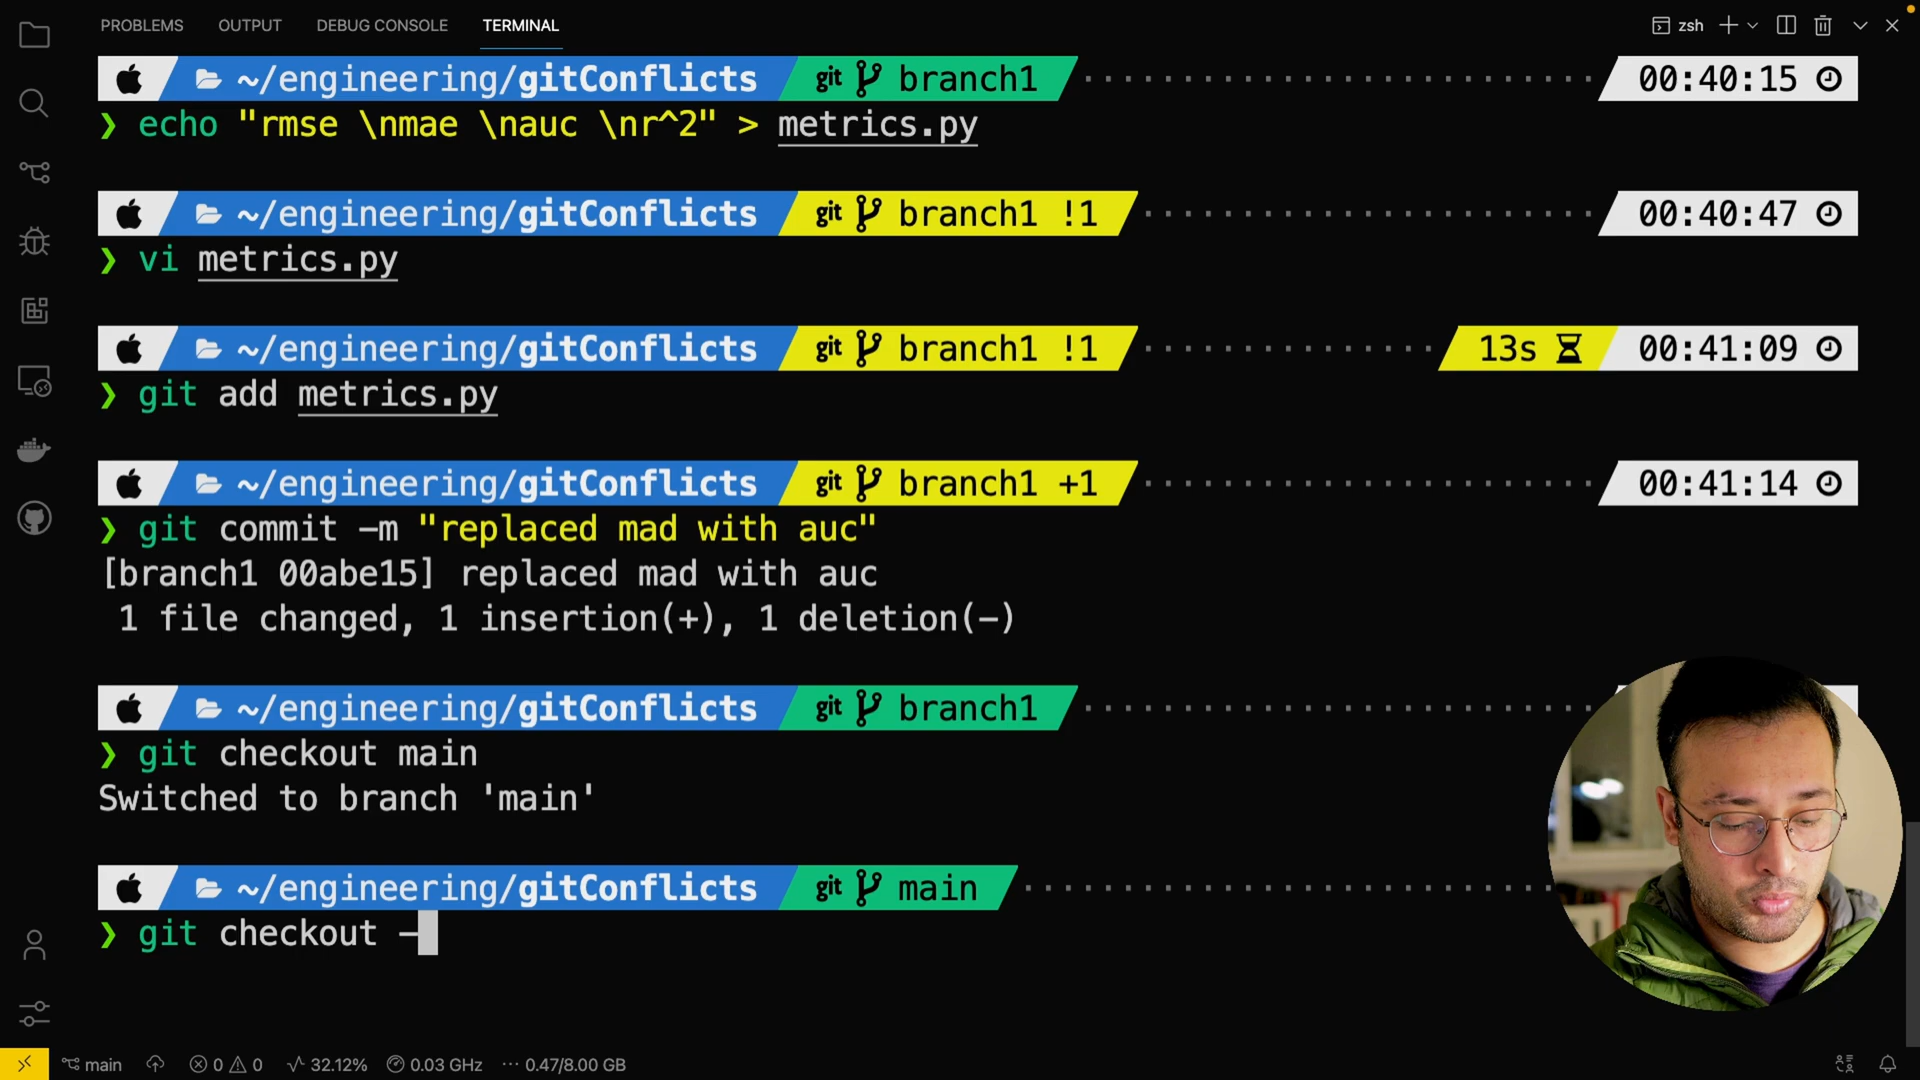 PROBLEMS OUTPUT DEBUG CONSOLE TERMINAL zsh
~/engineering/gitConflicts git branch1 00:40:15
❯ echo "rmse \nmae \nauc \nr^2" > metrics.py
~/engineering/gitConflicts git branch1 !1 00:40:47
❯ vi metrics.py
~/engineering/gitConflicts git branch1 !1 13s 00:41:09
❯ git add metrics.py
~/engineering/gitConflicts git branch1 +1 00:41:14
❯ git commit -m "replaced mad with auc"
[branch1 00abe15] replaced mad with auc
1 file changed, 1 insertion(+), 1 deletion(-)
~/engineering/gitConflicts git branch1
❯ git checkout main
Switched to branch 'main'
~/engineering/gitConflicts git main
❯ git checkout -
main 0 0 32.12% 0.03 GHz 0.47/8.00 GB